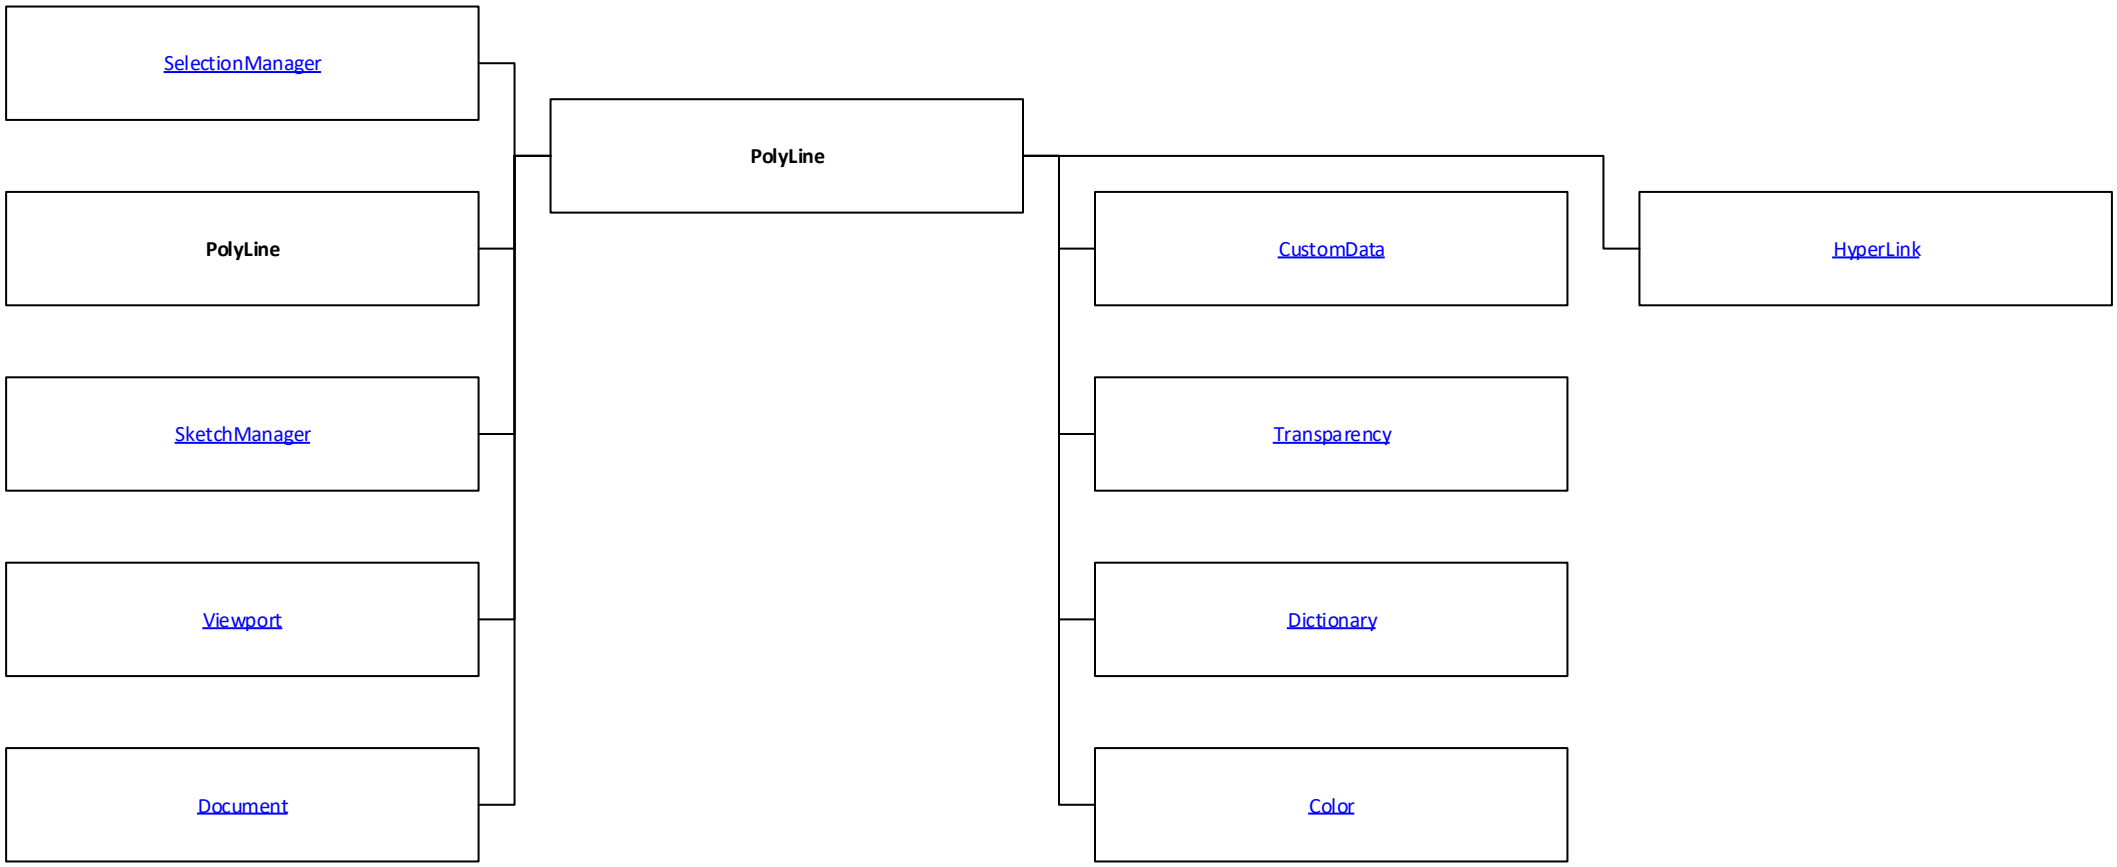 SelectionManager
PolyLine
PolyLine
CustomData
HyperLink
SketchManager
Transparency
Viewport
Dictionary
Document
Color